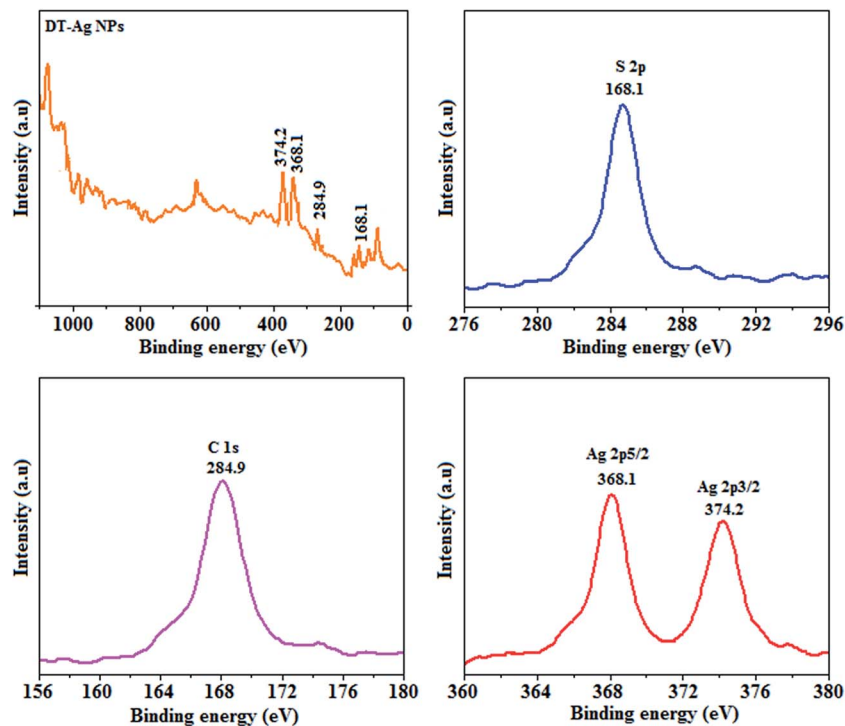 DT-Ag NPs
374.2
368.1
284.9
168.1
Intensity (a.u)
1000 800 600 400 200 0
Binding energy (eV)
S 2p
168.1
Intensity (a.u)
276 280 284 288 292 296
Binding energy (eV)
C 1s
284.9
Intensity (a.u)
156 160 164 168 172 176 180
Binding energy (eV)
Ag 2p5/2
368.1
Ag 2p3/2
374.2
Intensity (a.u)
360 364 368 372 376 380
Binding energy (eV)